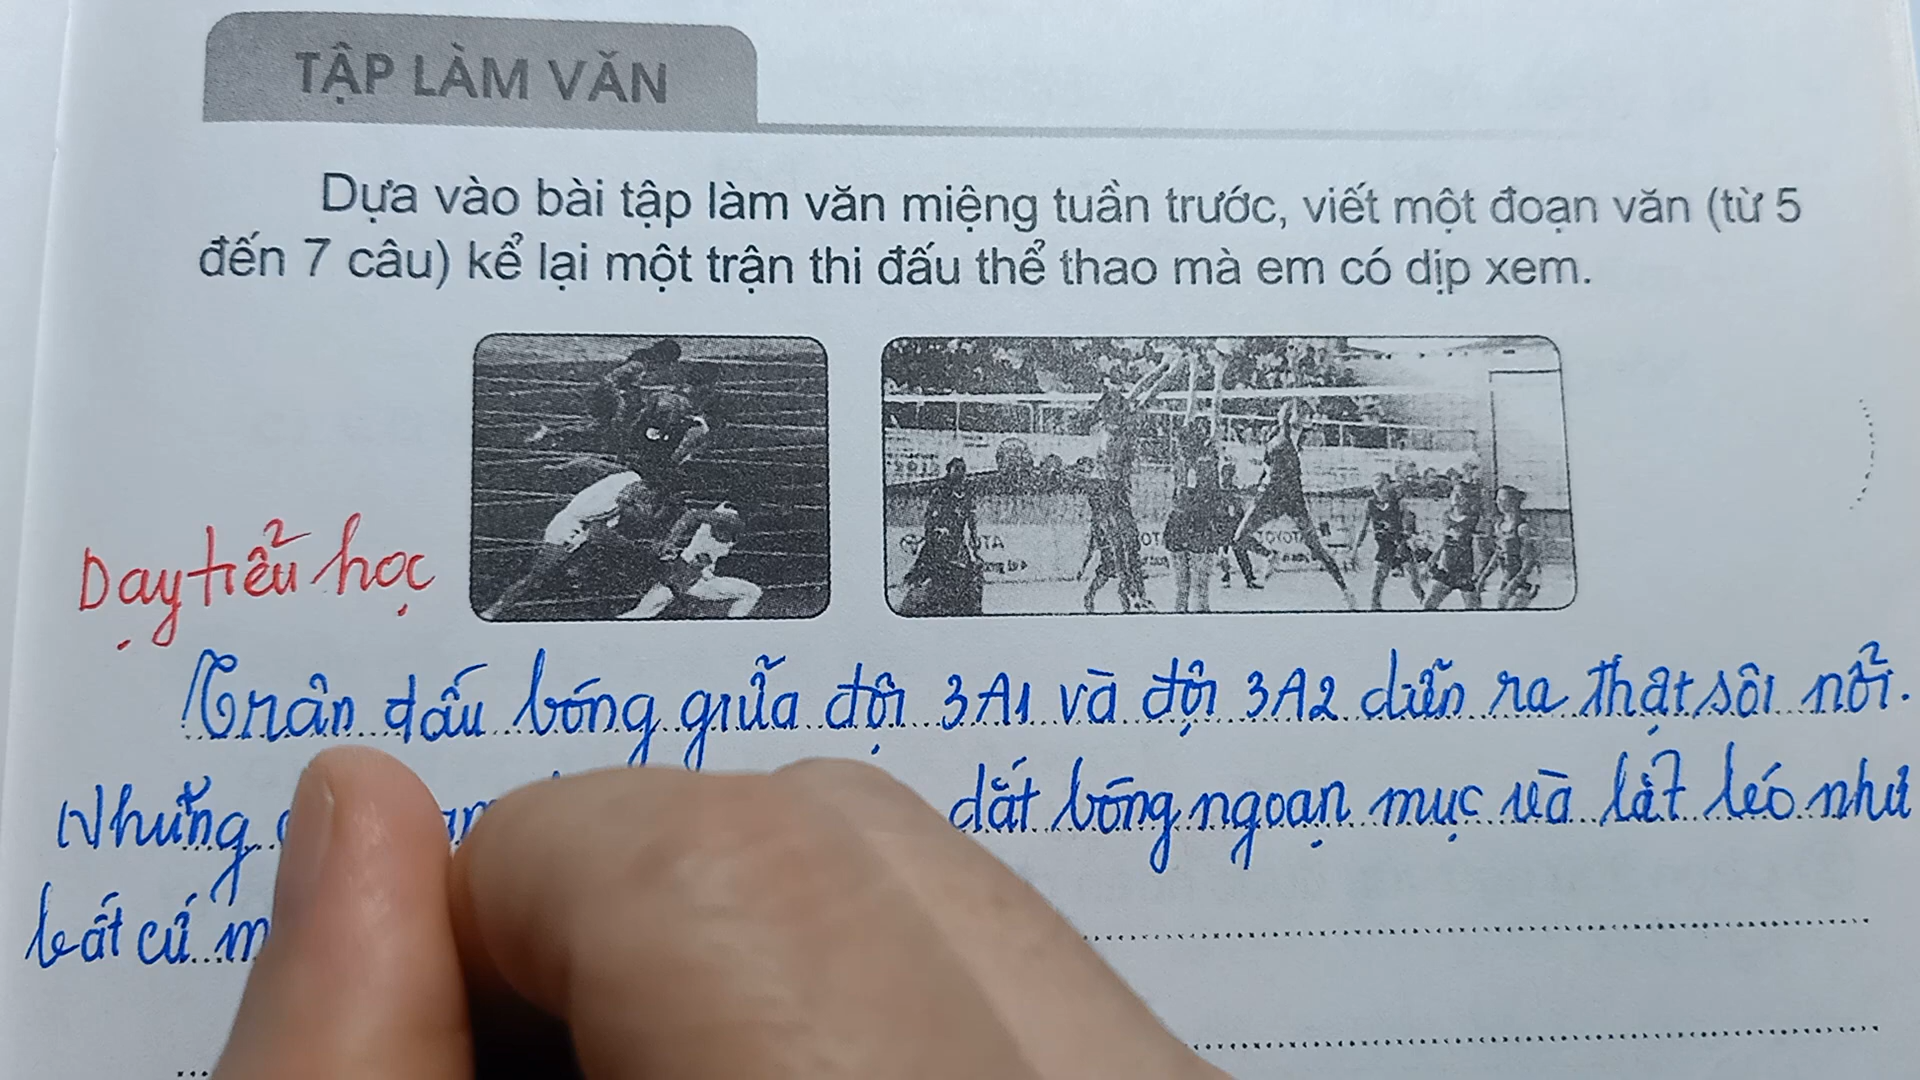 TẬP LÀM VĂN
Dựa vào bài tập làm văn miệng tuần trước, viết một đoạn văn (từ 5
đến 7 câu) kể lại một trận thi đấu thể thao mà em có dịp xem.
TOYOTA
Dạy tiểu học
Trân đấu bóng giữa đội 3A1 và đội 3A2 diễn ra thật sôi nổi.
Những dắt bóng ngoạn mục và lắt léo như
bất cứ